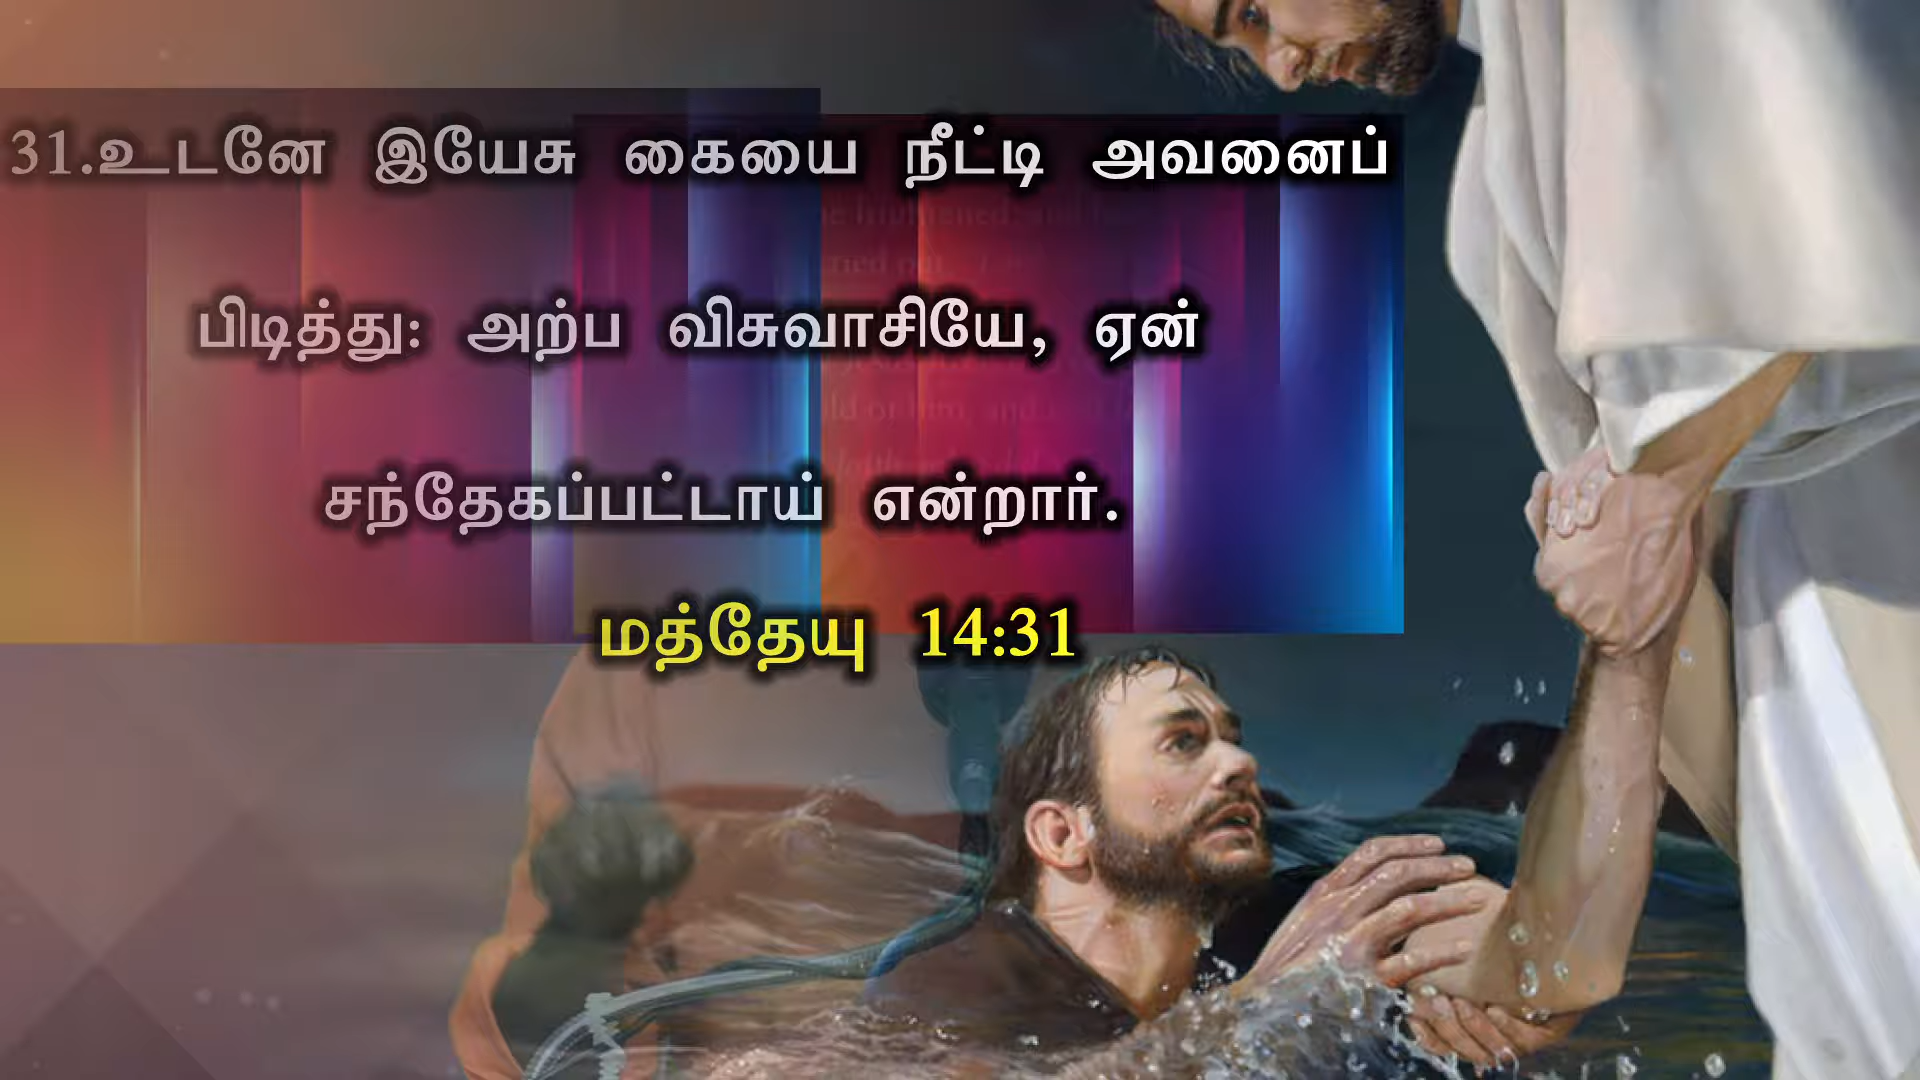 31.உடனே இயேசு கையை நீட்டி அவனைப்
பிடித்து: அற்ப விசுவாசியே, ஏன்
சந்தேகப்பட்டாய் என்றார்.
மத்தேயு 14:31